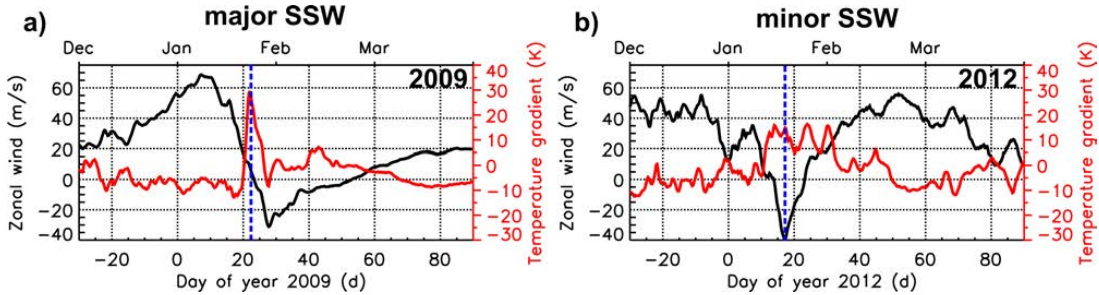 a) major SSW
Dec Jan Feb Mar
2009
Zonal wind (m/s)
60
40
20
0
−20
−40
Temperature gradient (K)
40
30
20
10
0
−10
−20
−30
−20 0 20 40 60 80
Day of year 2009 (d)
b) minor SSW
Dec Jan Feb Mar
2012
Zonal wind (m/s)
60
40
20
0
−20
−40
Temperature gradient (K)
40
30
20
10
0
−10
−20
−30
−20 0 20 40 60 80
Day of year 2012 (d)